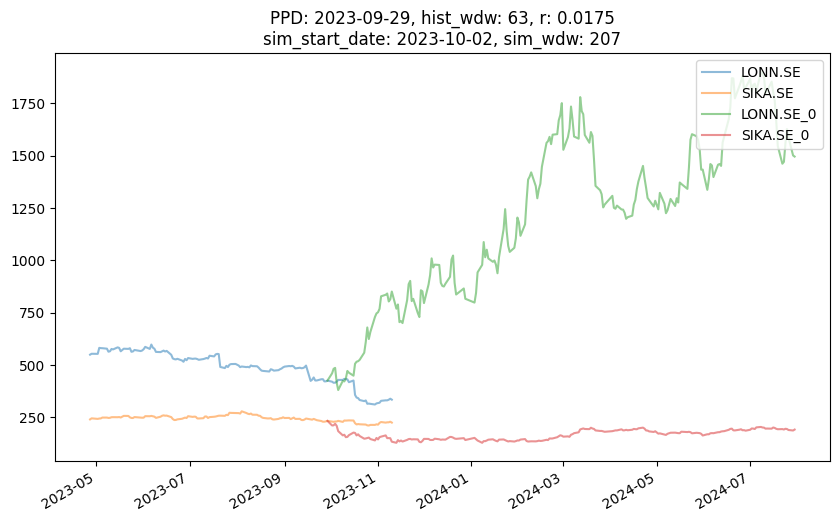 PPD: 2023-09-29, hist_wdw: 63, r: 0.0175
sim_start_date: 2023-10-02, sim_wdw: 207
LONN.SE
SIKA.SE
LONN.SE_0
SIKA.SE_0
1750
1500
1250
1000
750
500
250
2023-05
2023-07
2023-09
2023-11
2024-01
2024-03
2024-05
2024-07